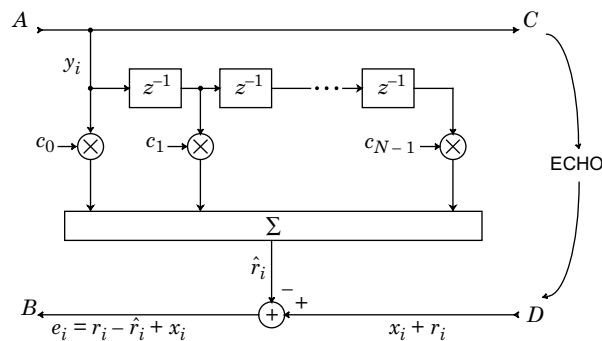 A C
y_i
z⁻¹ z⁻¹ ••• z⁻¹
c_0 × c_1 × c_{N-1} ×
ECHO
Σ
r̂_i
− +
B + D
e_i = r_i − r̂_i + x_i x_i + r_i